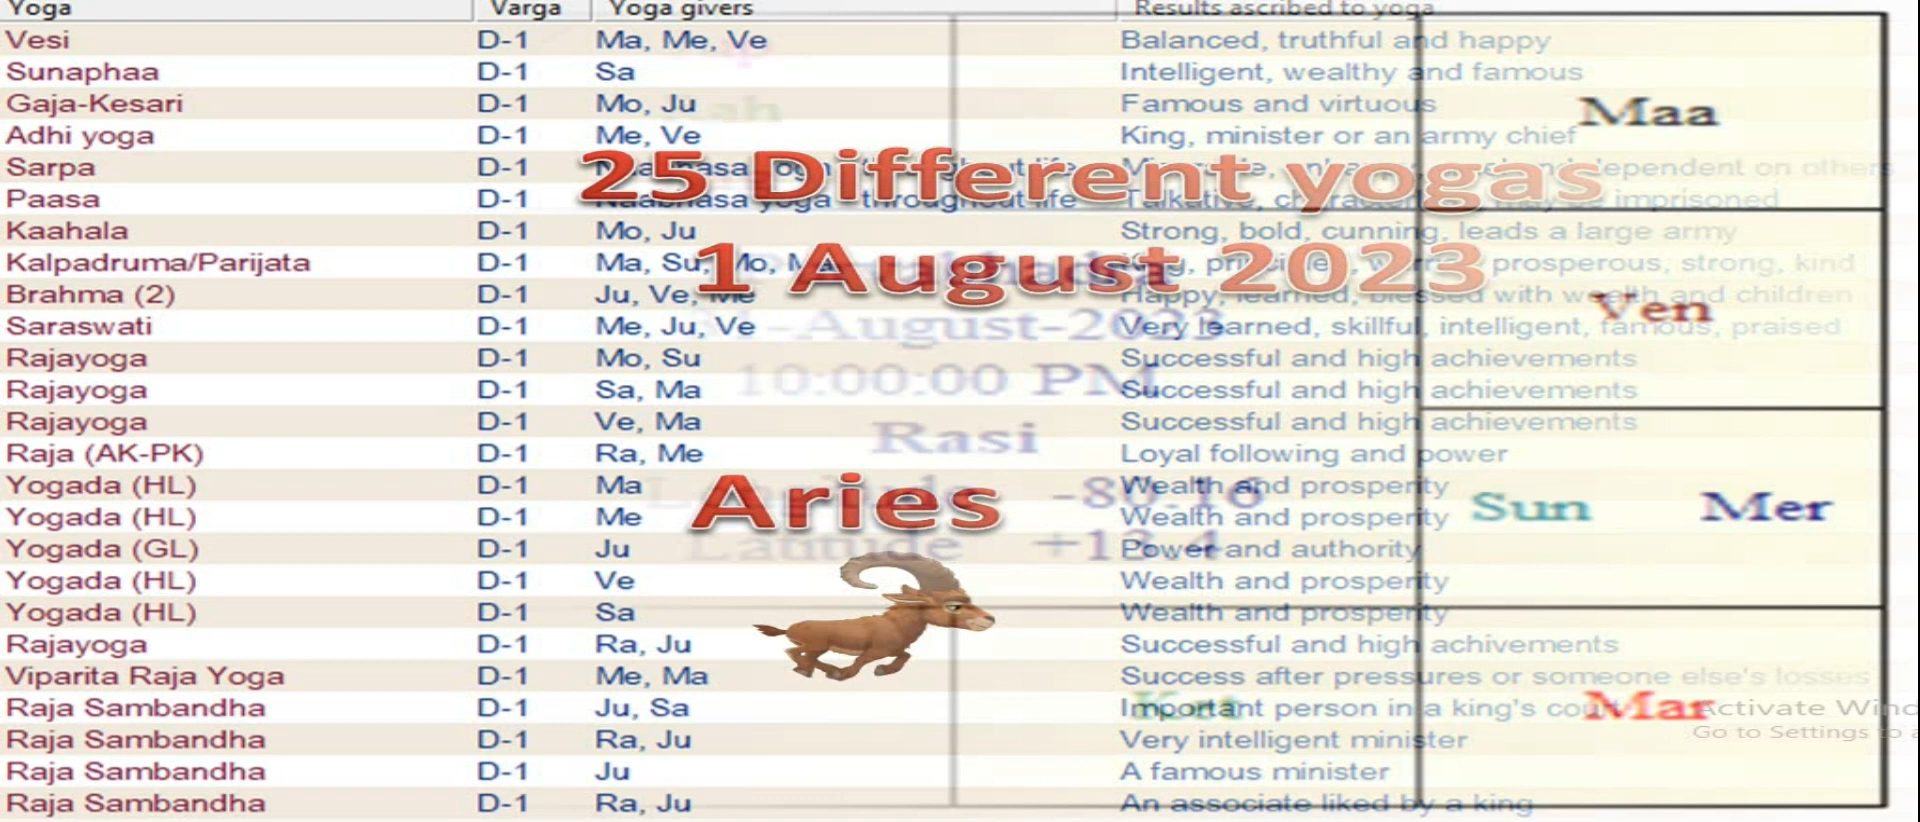 Yoga Varga Yoga givers Results ascribed to yoga
Vesi D-1 Ma, Me, Ve Balanced, truthful and happy
Sunaphaa D-1 Sa Intelligent, wealthy and famous
Gaja-Kesari D-1 Mo, Ju Famous and virtuous
Maa
Adhi yoga D-1 Me, Ve King, minister or an army chief
Sarpa D-1 dependent on others
25 Different yogas
Paasa D-1 Naabhasa yoga - throughout life Talkative, imprisoned
Kaahala D-1 Mo, Ju Strong, bold, cunning, leads a large army
Kalpadruma/Parijata D-1 Ma, Su, Mo, prosperous, strong, kind
1 August 2023
Brahma (2) D-1 Ju, Ve, Me Happy, learned, blessed with wealth and children
Ven
Saraswati D-1 Me, Ju, Ve Very learned, skillful, intelligent, famous, praised
31-August-2023
Rajayoga D-1 Mo, Su Successful and high achievements
10:00:00 PM
Rajayoga D-1 Sa, Ma Successful and high achievements
Rajayoga D-1 Ve, Ma Successful and high achievements
Rasi
Raja (AK-PK) D-1 Ra, Me Loyal following and power
Yogada (HL) D-1 Ma Wealth and prosperity
Aries
Sun Mer
Yogada (HL) D-1 Me Wealth and prosperity
Yogada (GL) D-1 Ju Power and authority
Latitude +13.4
Yogada (HL) D-1 Ve Wealth and prosperity
Yogada (HL) D-1 Sa Wealth and prosperity
Rajayoga D-1 Ra, Ju Successful and high achivements
Viparita Raja Yoga D-1 Me, Ma Success after pressures or someone else's losses
Raja Sambandha D-1 Ju, Sa Important person in a king's court
Mar
Activate Wind
Go to Settings to a
Raja Sambandha D-1 Ra, Ju Very intelligent minister
Raja Sambandha D-1 Ju A famous minister
Raja Sambandha D-1 Ra, Ju An associate liked by a king